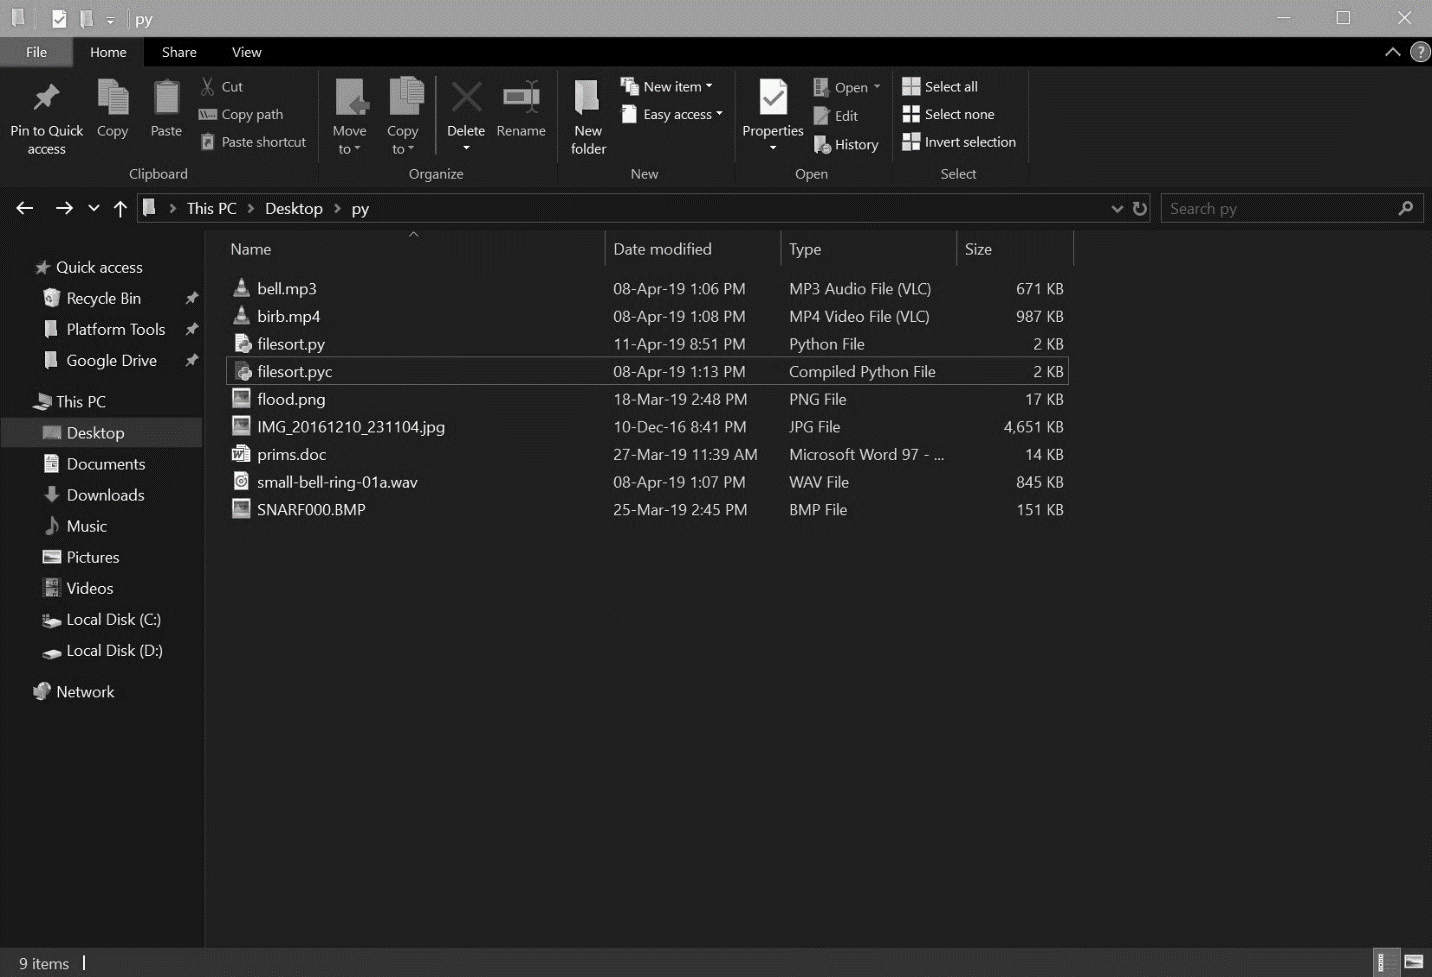 py
File Home Share View
?
Pin to Quick access
Copy
Paste
Cut
Copy path
Paste shortcut
Clipboard
Move to
Copy to
Delete
Rename
Organize
New folder
New item
Easy access
New
Properties
Open
Edit
History
Open
Select all
Select none
Invert selection
Select
This PC > Desktop > py
Search py
Quick access
Recycle Bin
Platform Tools
Google Drive
This PC
Desktop
Documents
Downloads
Music
Pictures
Videos
Local Disk (C:)
Local Disk (D:)
Network
Name Date modified Type Size
bell.mp3 08-Apr-19 1:06 PM MP3 Audio File (VLC) 671 KB
birb.mp4 08-Apr-19 1:08 PM MP4 Video File (VLC) 987 KB
filesort.py 11-Apr-19 8:51 PM Python File 2 KB
filesort.pyc 08-Apr-19 1:13 PM Compiled Python File 2 KB
flood.png 18-Mar-19 2:48 PM PNG File 17 KB
IMG_20161210_231104.jpg 10-Dec-16 8:41 PM JPG File 4,651 KB
prims.doc 27-Mar-19 11:39 AM Microsoft Word 97 - ... 14 KB
small-bell-ring-01a.wav 08-Apr-19 1:07 PM WAV File 845 KB
SNARF000.BMP 25-Mar-19 2:45 PM BMP File 151 KB
9 items